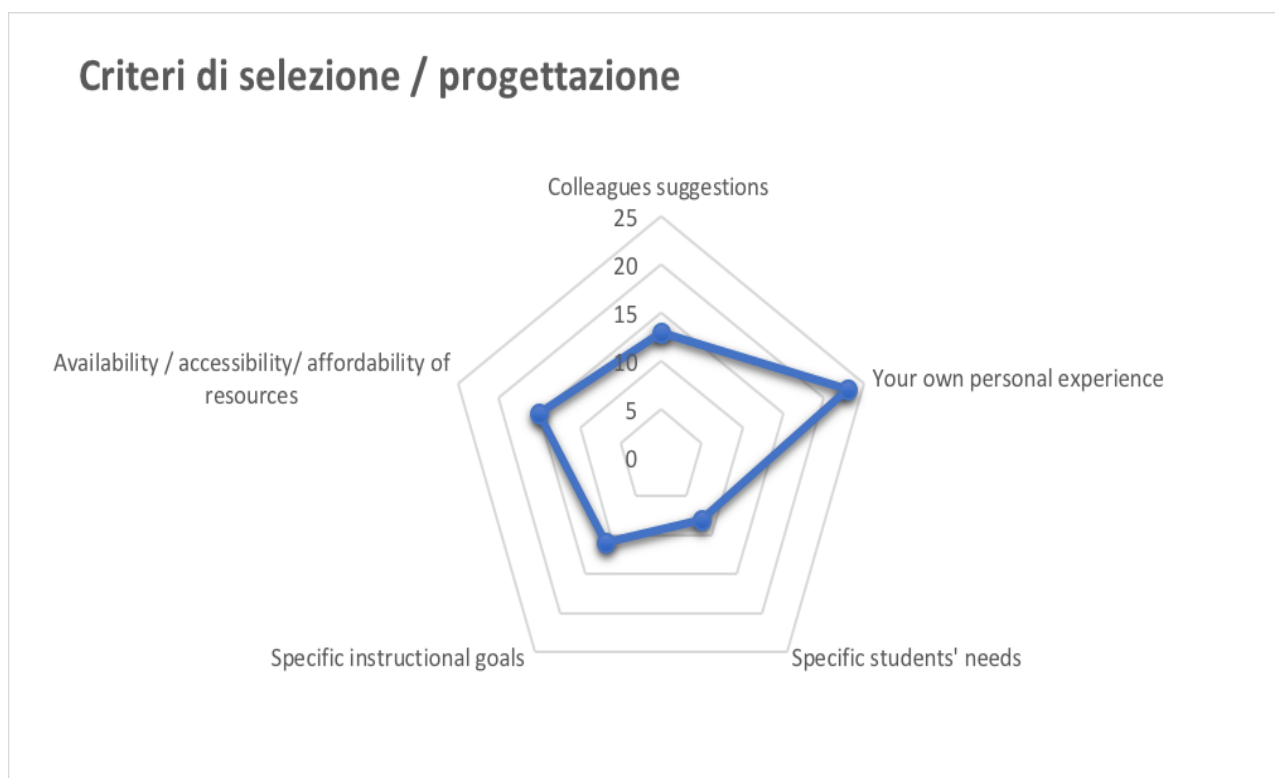 Criteri di selezione / progettazione
Colleagues suggestions
25
20
15
10
5
0
Availability / accessibility/ affordability of
resources
Your own personal experience
Specific instructional goals
Specific students' needs